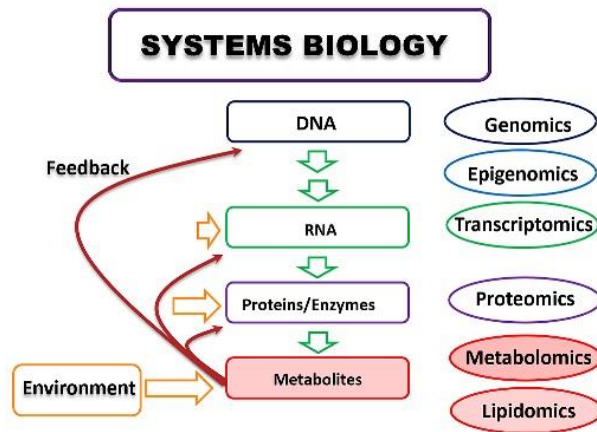 SYSTEMS BIOLOGY
DNA
Genomics
Feedback
Epigenomics
RNA
Transcriptomics
Proteins/Enzymes
Proteomics
Metabolomics
Environment
Metabolites
Lipidomics